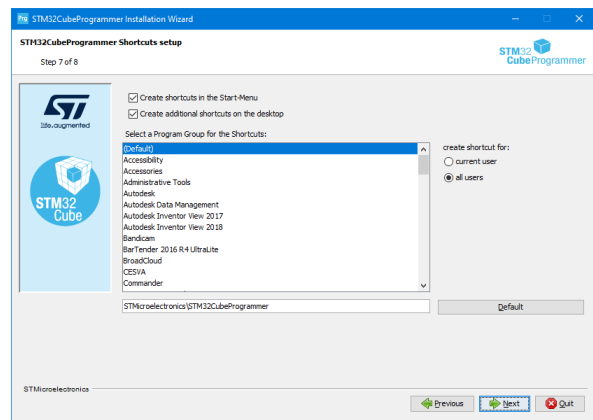 Prg STM32CubeProgrammer Installation Wizard
STM32CubeProgrammer Shortcuts setup
Step 7 of 8
STM32
CubeProgrammer
life.augmented
STM32
Cube
Create shortcuts in the Start-Menu
Create additional shortcuts on the desktop
Select a Program Group for the Shortcuts:
(Default)
Accessibility
Accessories
Administrative Tools
Autodesk
Autodesk Data Management
Autodesk Inventor View 2017
Autodesk Inventor View 2018
Bandicam
BarTender 2016 R4 UltraLite
BroadCloud
CESVA
Commander
create shortcut for:
current user
all users
STMicroelectronics\STM32CubeProgrammer
Default
STMicroelectronics
Previous
Next
Quit